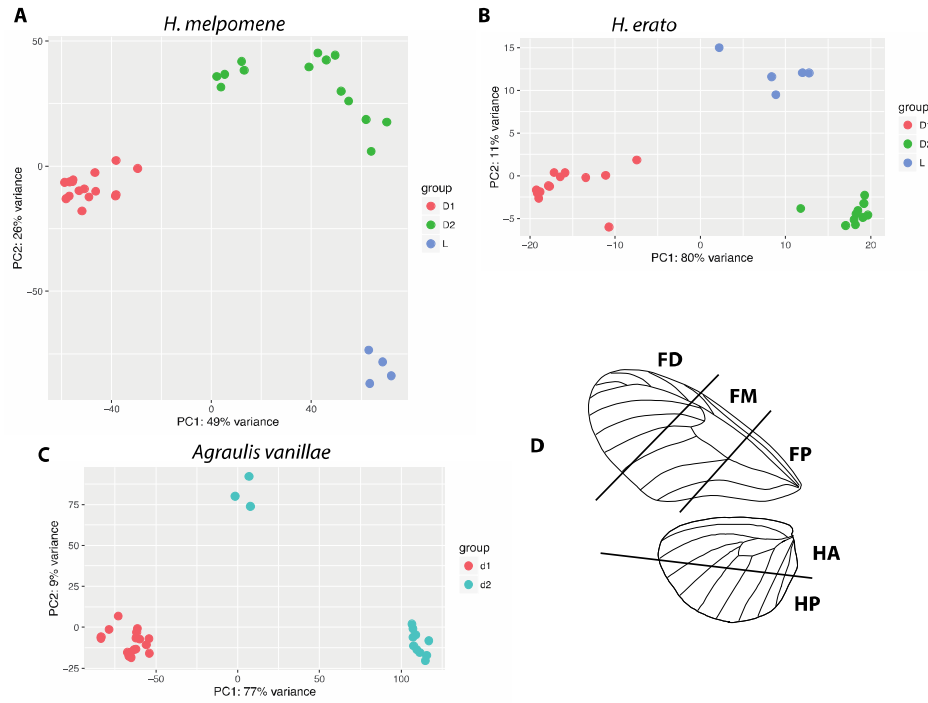 A
H. melpomene
50
0
−50
−40
0
40
PC2: 26% variance
PC1: 49% variance
group
D1
D2
L
B
H. erato
15
10
5
0
−5
−20
−10
0
10
20
PC2: 11% variance
PC1: 80% variance
group
D1
D2
L
C
Agraulis vanillae
75
50
25
0
−25
−50
0
50
100
PC2: 9% variance
PC1: 77% variance
group
d1
d2
D
FD
FM
FP
HA
HP